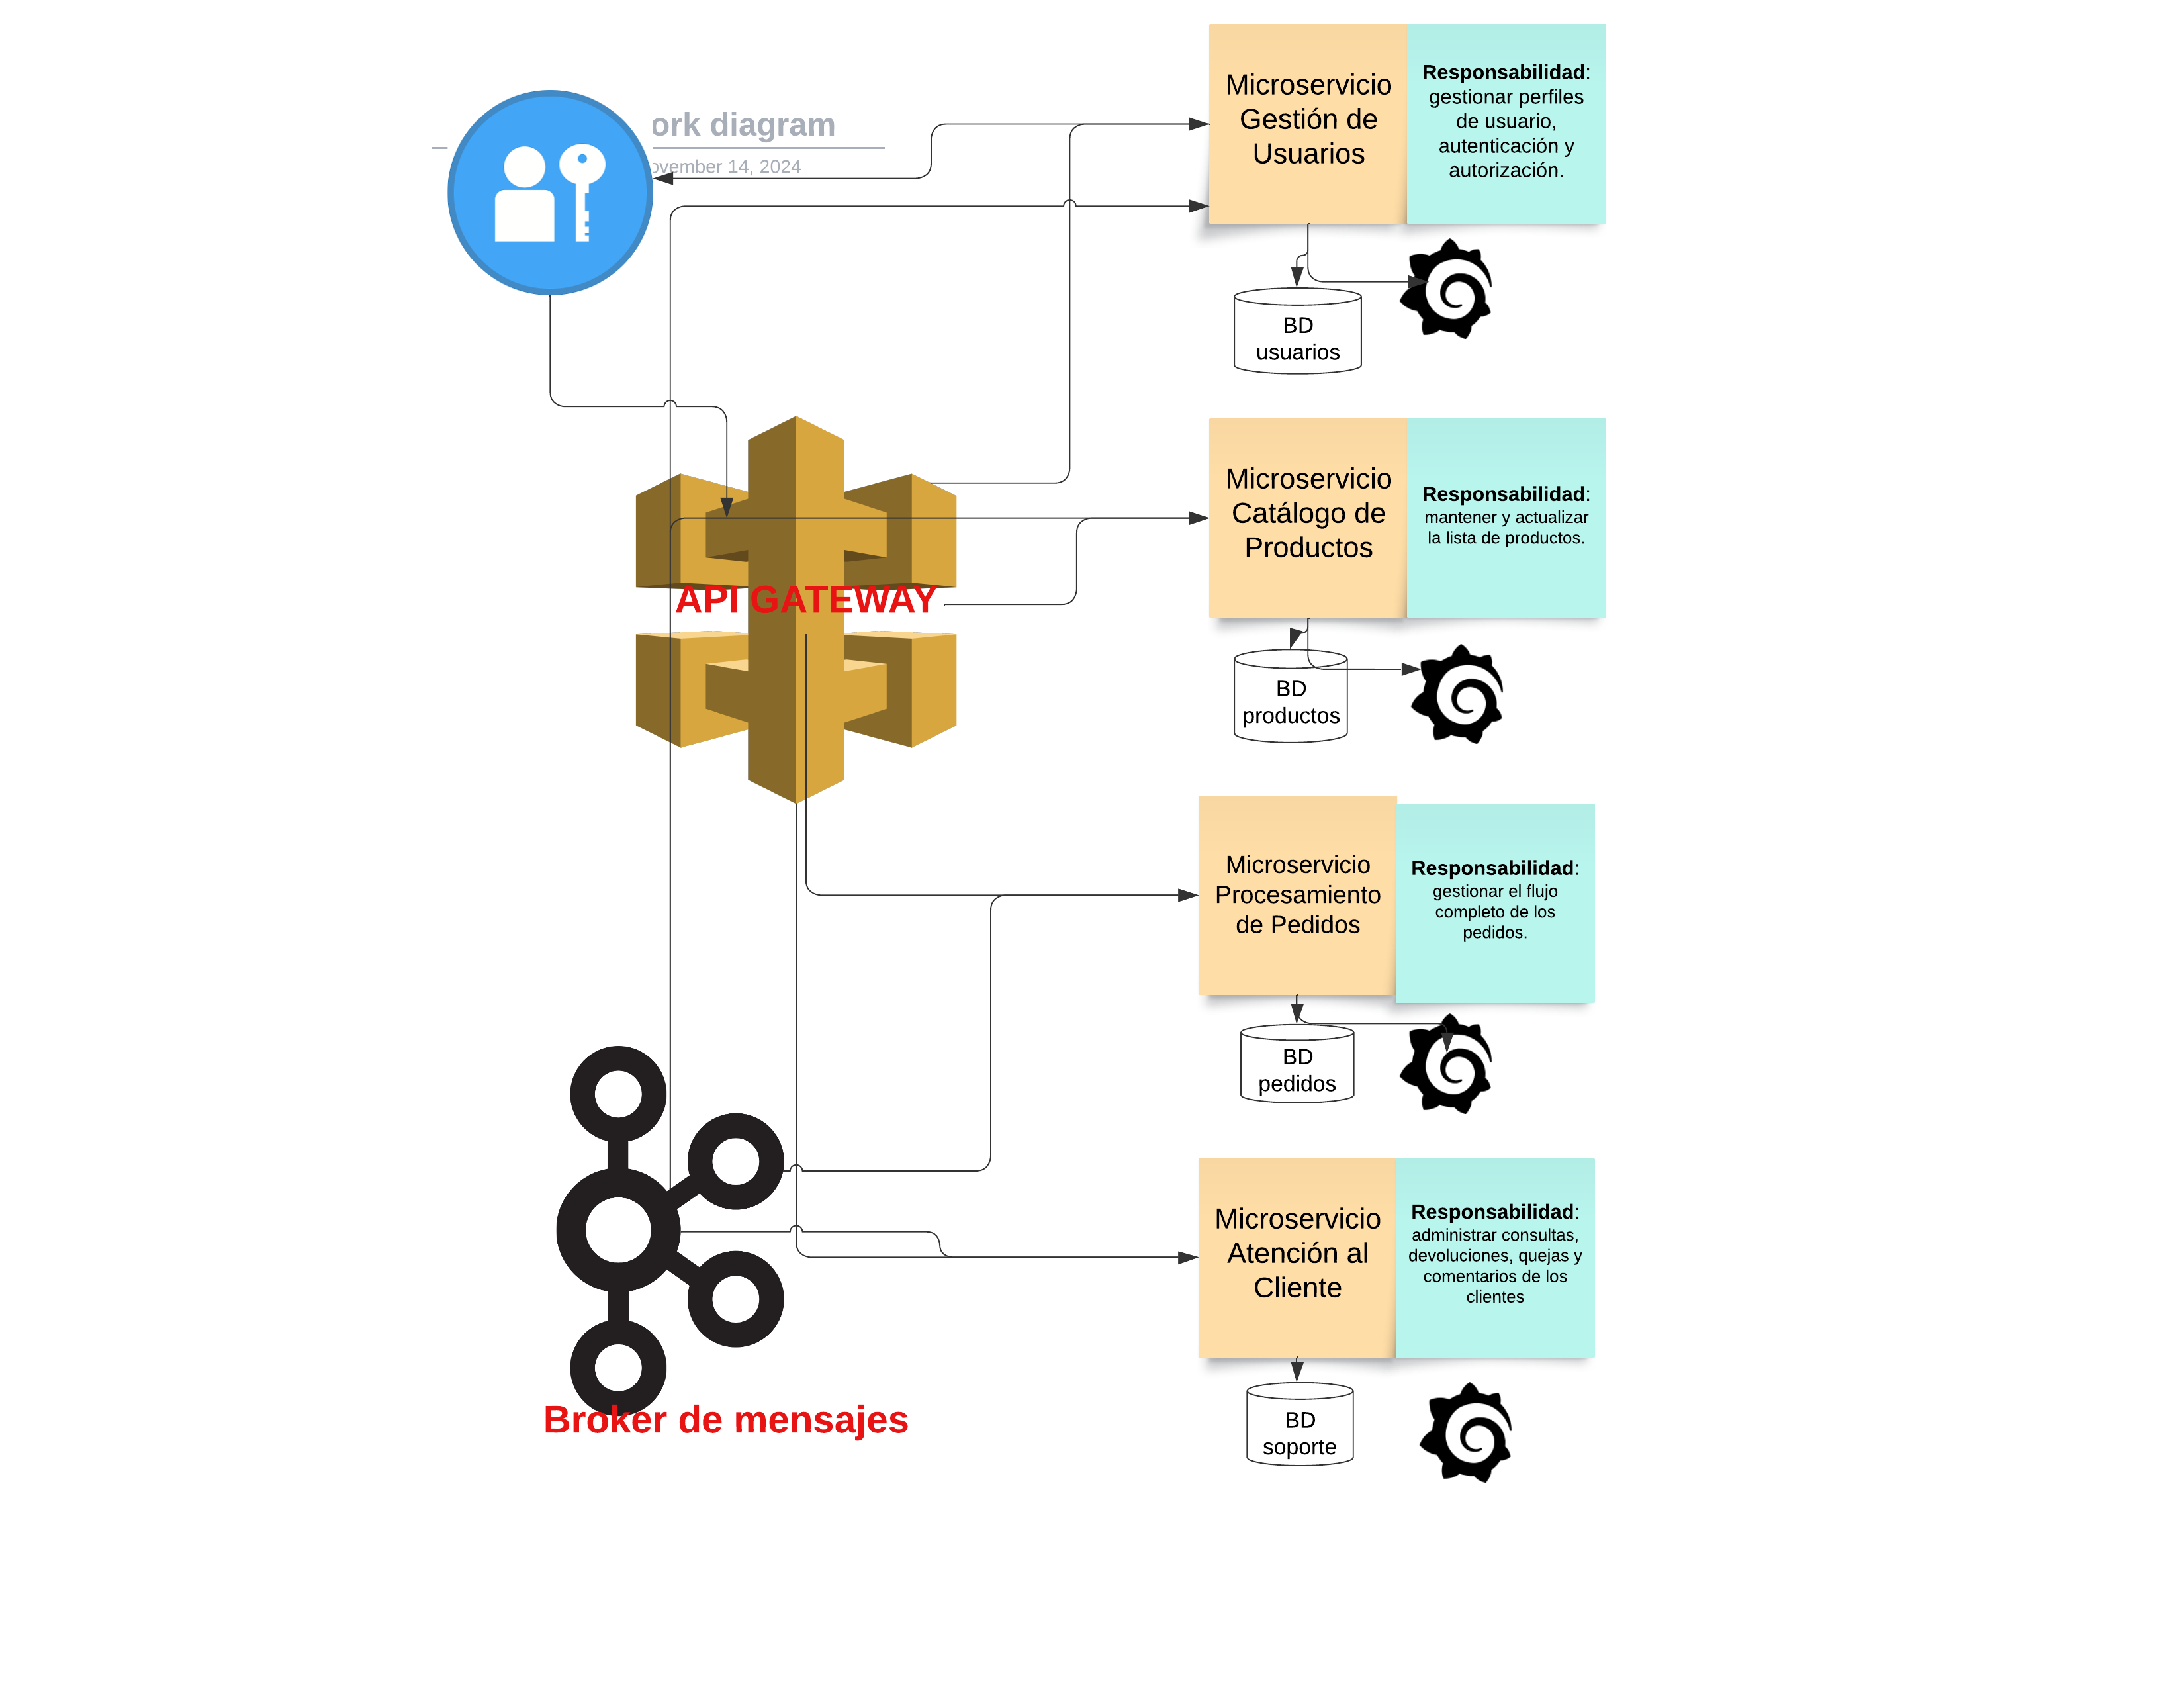 ork diagram
ovember 14, 2024
Microservicio
Gestión de
Usuarios
Responsabilidad:
gestionar perfiles
de usuario,
autenticación y
autorización.
BD
usuarios
Microservicio
Catálogo de
Productos
Responsabilidad:
mantener y actualizar
la lista de productos.
API GATEWAY
BD
productos
Microservicio
Procesamiento
de Pedidos
Responsabilidad:
gestionar el flujo
completo de los
pedidos.
BD
pedidos
Microservicio
Atención al
Cliente
Responsabilidad:
administrar consultas,
devoluciones, quejas y
comentarios de los
clientes
Broker de mensajes
BD
soporte